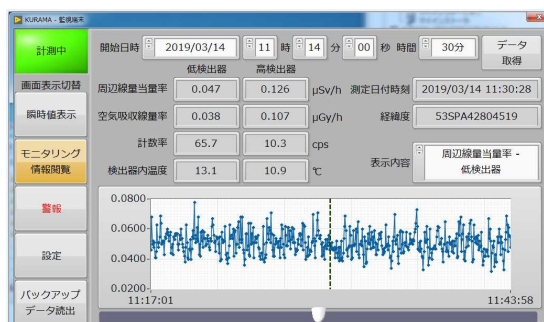 KURAMA - 監視端末
計測中
開始日時 2019/03/14 11 時 14 分 00 秒 時間 30分 データ取得
低検出器 高検出器
画面表示切替
周辺線量当量率 0.047 0.126 μSv/h 測定日付時刻 2019/03/14 11:30:28
瞬時値表示
空気吸収線量率 0.038 0.107 μGy/h 経緯度 53SPA42804519
計数率 65.7 10.3 cps
モニタリング
情報閲覧
表示内容 周辺線量当量率 -
低検出器
検出器内温度 13.1 10.9 ℃
警報
設定
バックアップ
データ読出
0.0800
0.0600
0.0400
0.0200
11:17:01 11:43:58